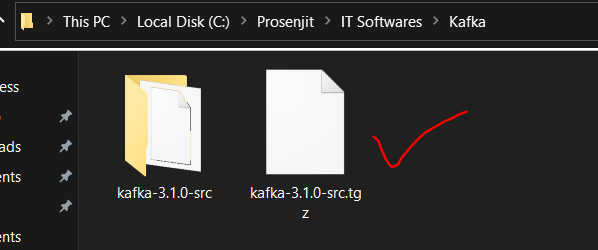 This PC > Local Disk (C:) > Prosenjit > IT Softwares > Kafka
ess
ads
ents
ents
kafka-3.1.0-src
kafka-3.1.0-src.tg
z